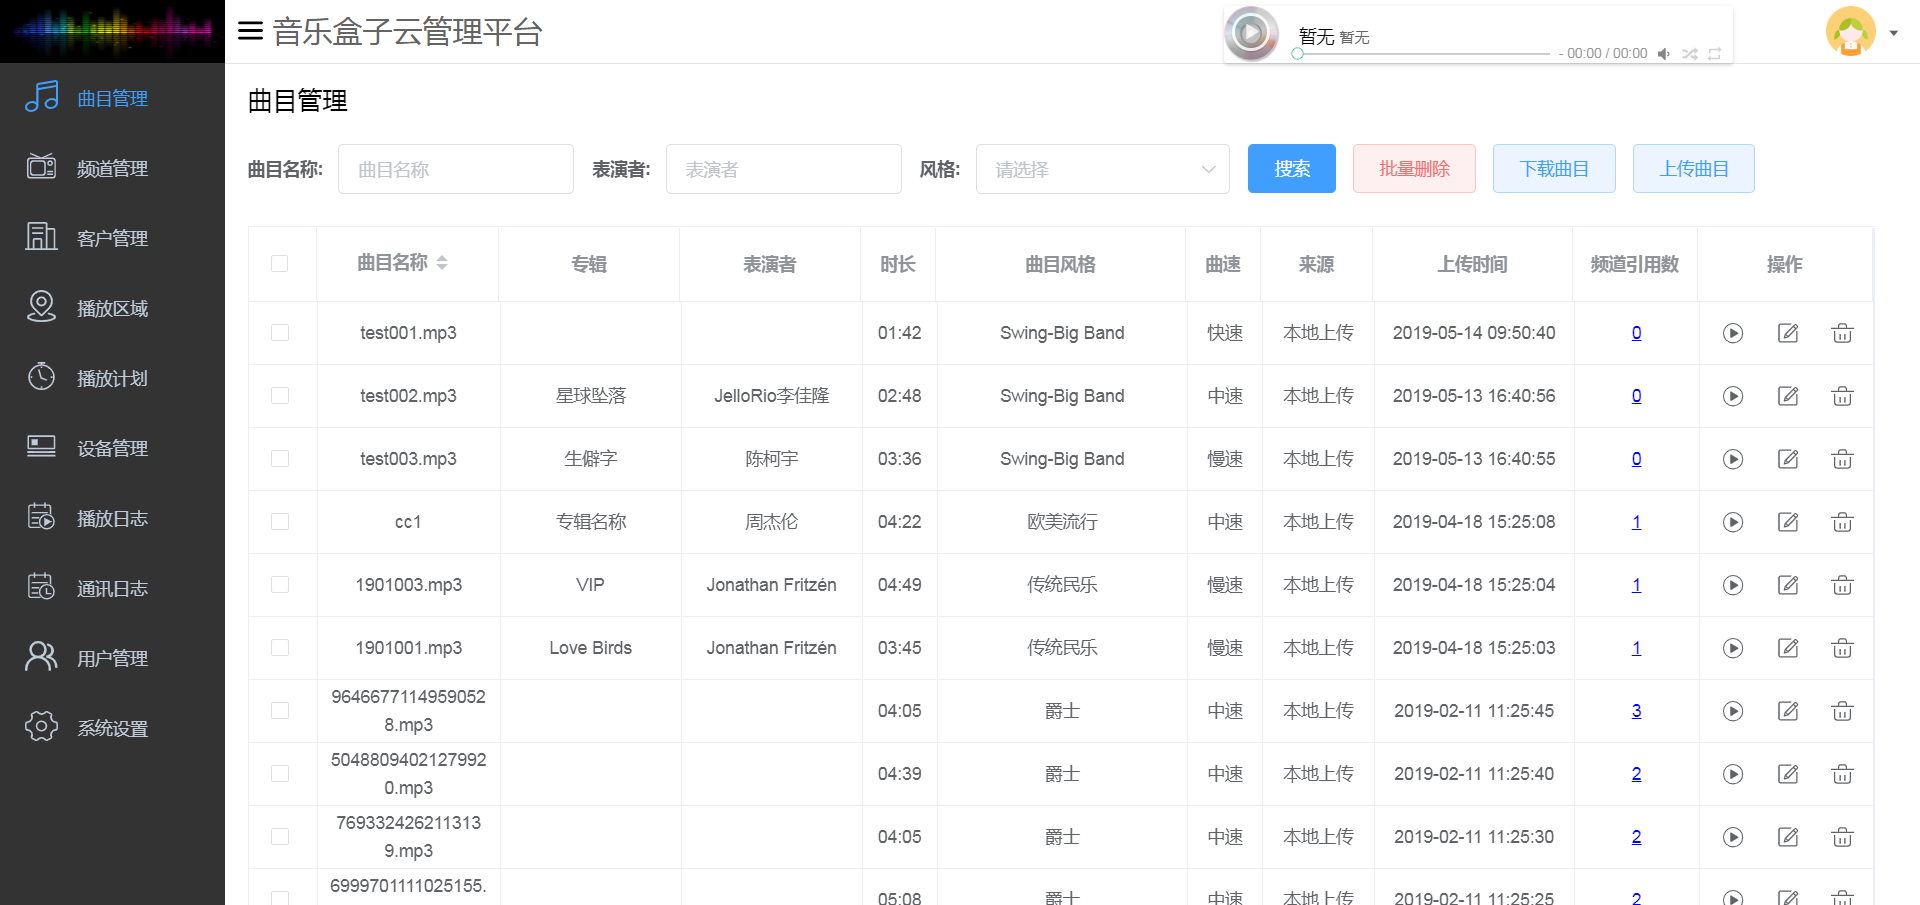 音乐盒子云管理平台
暂无 暂无
- 00:00 / 00:00
曲目管理
频道管理
客户管理
播放区域
播放计划
设备管理
播放日志
通讯日志
用户管理
系统设置
曲目管理
曲目名称: 曲目名称 表演者: 表演者 风格: 请选择 搜索 批量删除 下载曲目 上传曲目
曲目名称 专辑 表演者 时长 曲目风格 曲速 来源 上传时间 频道引用数 操作
test001.mp3 01:42 Swing-Big Band 快速 本地上传 2019-05-14 09:50:40 0
test002.mp3 星球坠落 JelloRio李佳隆 02:48 Swing-Big Band 中速 本地上传 2019-05-13 16:40:56 0
test003.mp3 生僻字 陈柯宇 03:36 Swing-Big Band 慢速 本地上传 2019-05-13 16:40:55 0
cc1 专辑名称 周杰伦 04:22 欧美流行 中速 本地上传 2019-04-18 15:25:08 1
1901003.mp3 VIP Jonathan Fritzén 04:49 传统民乐 慢速 本地上传 2019-04-18 15:25:04 1
1901001.mp3 Love Birds Jonathan Fritzén 03:45 传统民乐 慢速 本地上传 2019-04-18 15:25:03 1
9646677114959052
8.mp3 04:05 爵士 中速 本地上传 2019-02-11 11:25:45 3
5048809402127992
0.mp3 04:39 爵士 中速 本地上传 2019-02-11 11:25:40 2
769332426211313
9.mp3 04:05 爵士 中速 本地上传 2019-02-11 11:25:30 2
6999701111025155.
05:08 爵士 中速 本地上传 2019-02-11 11:25:25 2